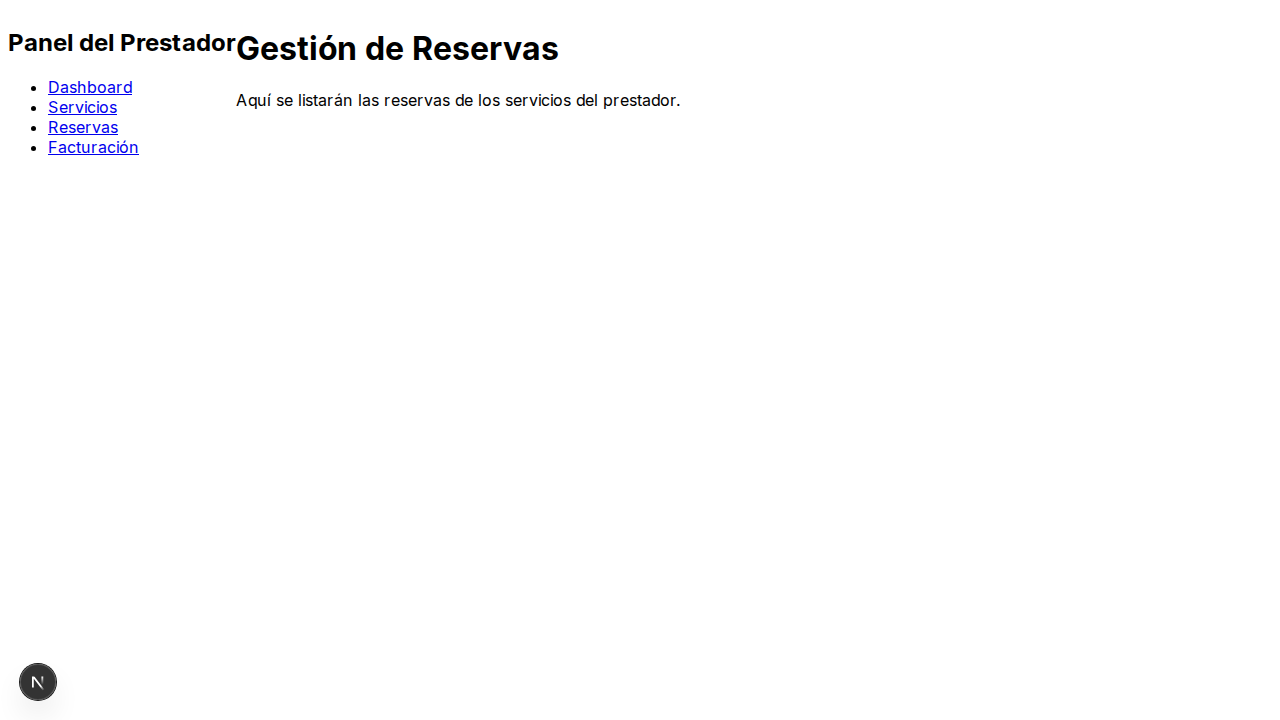 Panel del Prestador
Dashboard
Servicios
Reservas
Facturación
Gestión de Reservas
Aquí se listarán las reservas de los servicios del prestador.
N